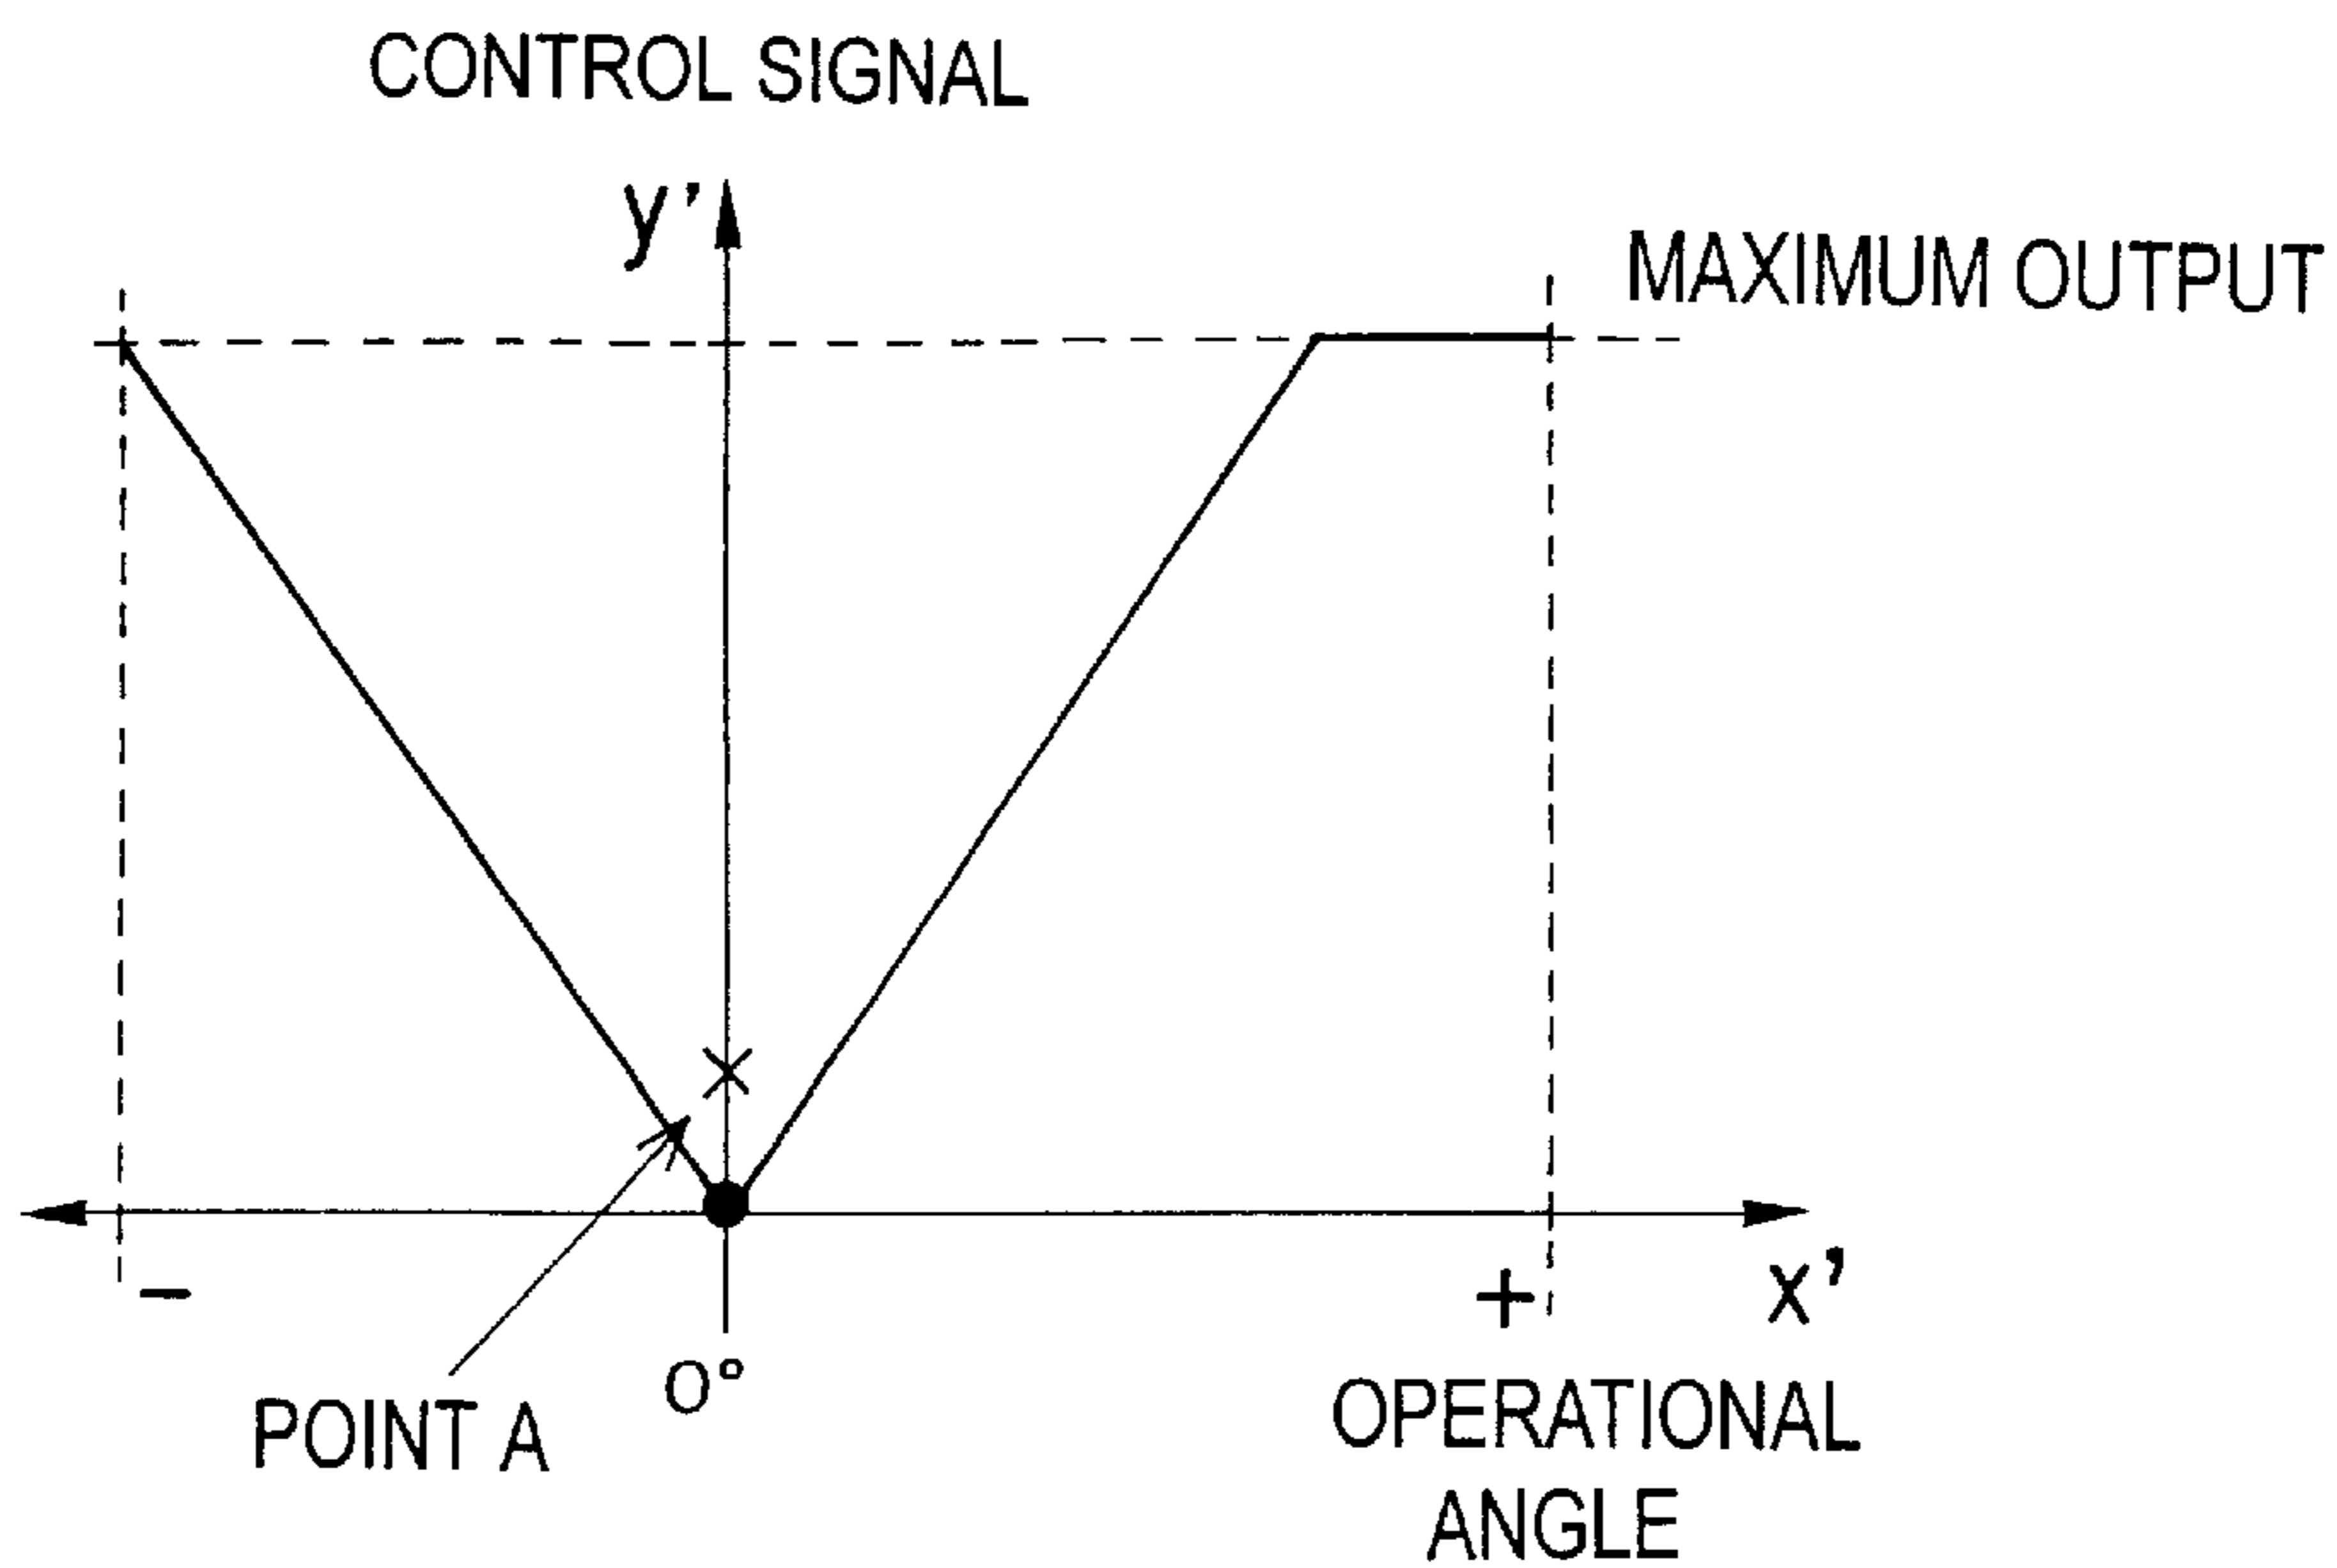 CONTROL SIGNAL
y'
MAXIMUM OUTPUT
−
+
x'
0°
POINT A
OPERATIONAL
ANGLE